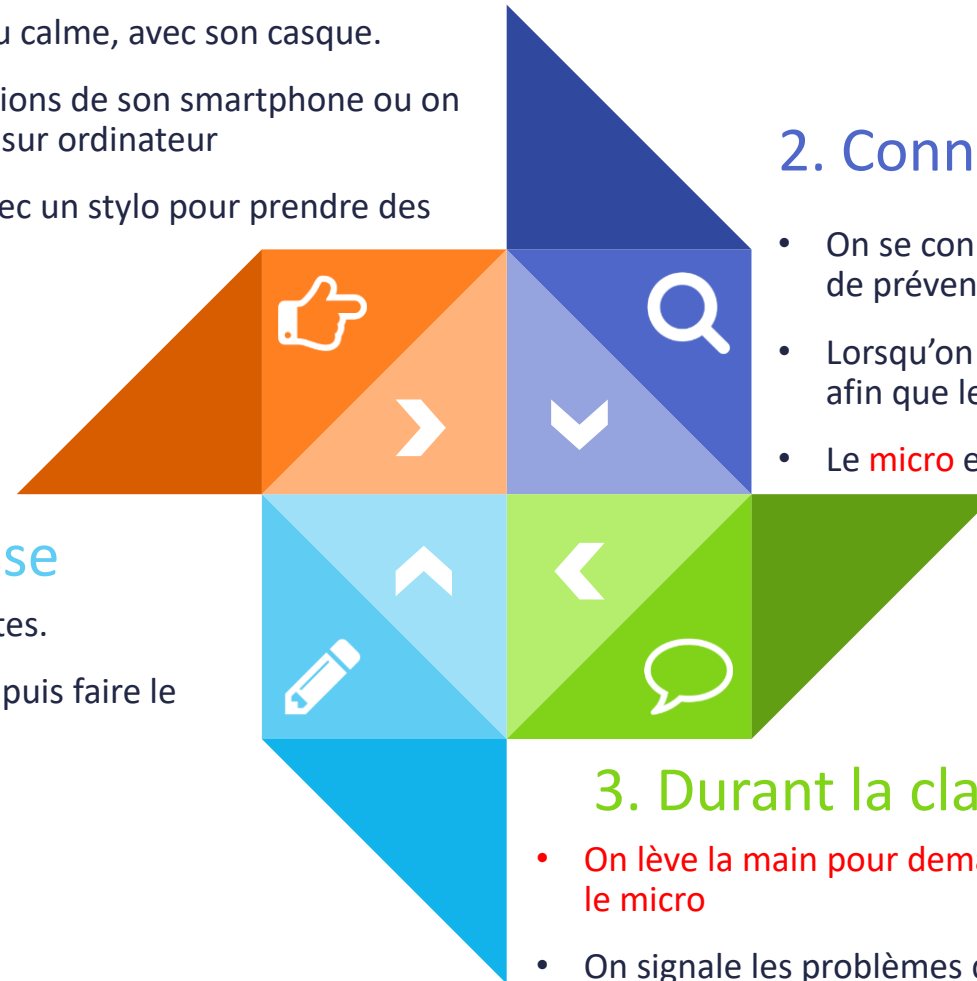 u calme, avec son casque.
tions de son smartphone ou on
sur ordinateur
ec un stylo pour prendre des
2. Conn
• On se con
de préven
• Lorsqu’on
afin que le
• Le micro e
se
tes.
puis faire le
3. Durant la cla
• On lève la main pour dema
le micro
• On signale les problèmes